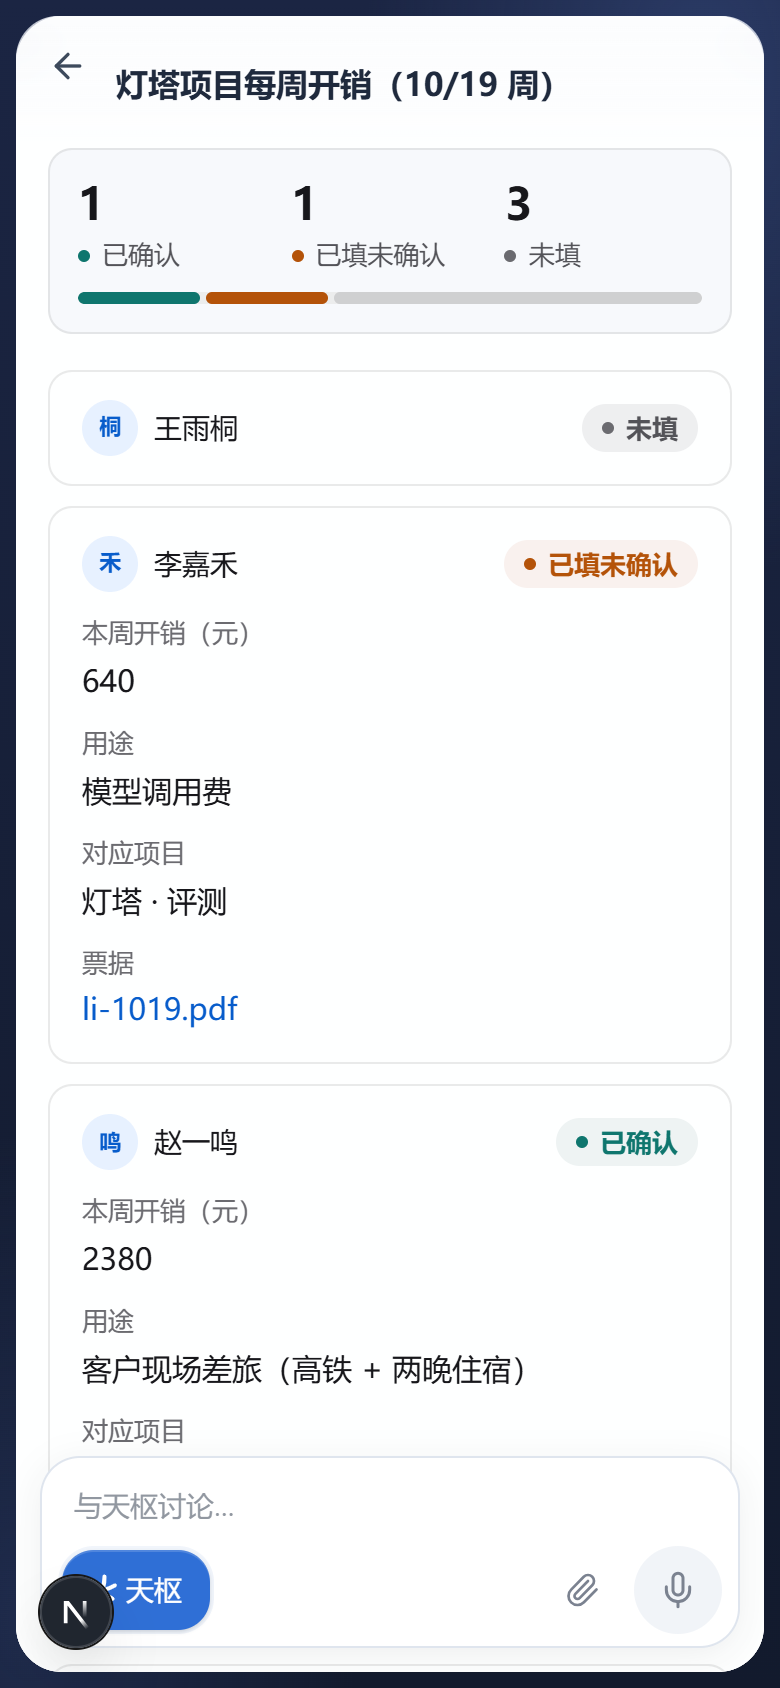 灯塔项目每周开销（10/19 周）
1 1 3
已确认 已填未确认 未填
桐 王雨桐 未填
禾 李嘉禾 已填未确认
本周开销（元）
640
用途
模型调用费
对应项目
灯塔 · 评测
票据
li-1019.pdf
鸣 赵一鸣 已确认
本周开销（元）
2380
用途
客户现场差旅（高铁 + 两晚住宿）
对应项目
与天枢讨论...
N 天枢